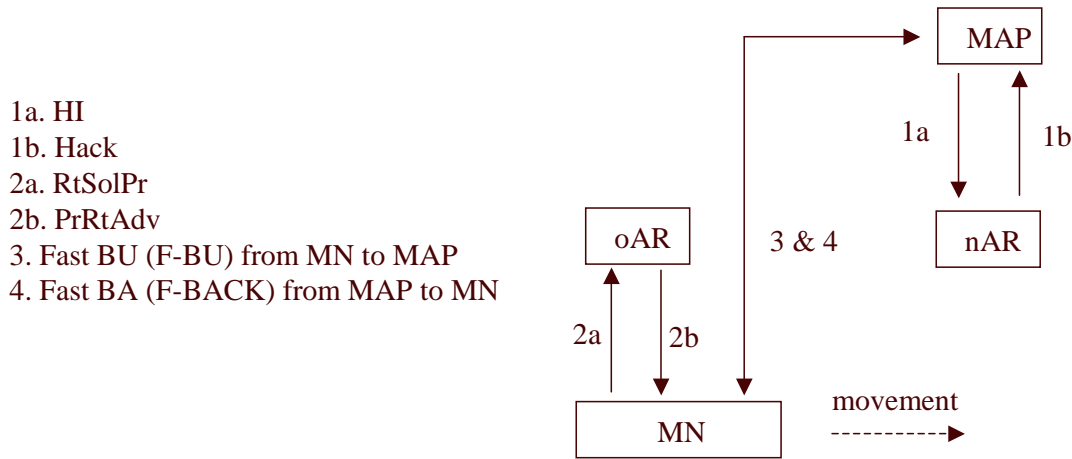 1a. HI
1b. Hack
2a. RtSolPr
2b. PrRtAdv
3. Fast BU (F-BU) from MN to MAP
4. Fast BA (F-BACK) from MAP to MN
MAP
1a
1b
oAR
3 & 4
nAR
2a
2b
movement
MN